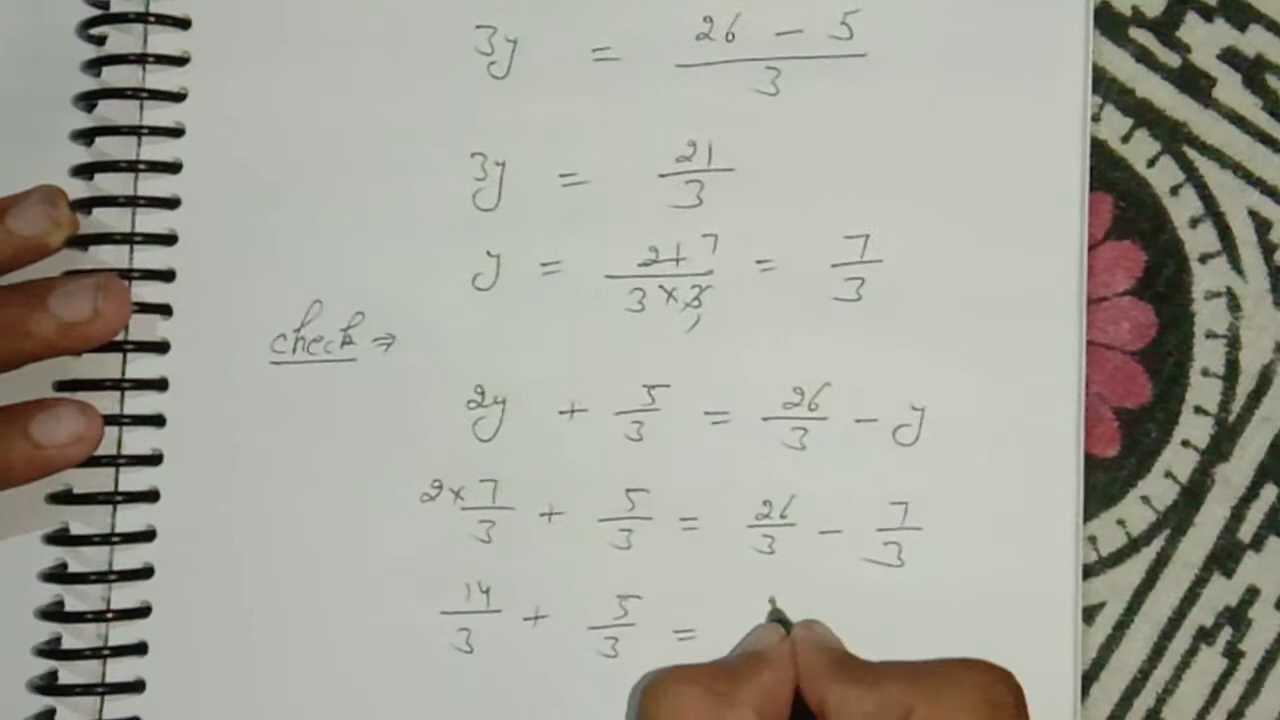 3y = 26 - 5 / 3
3y = 21 / 3
y = 21 7 / 3 × 3 , = 7 / 3
check ⇒
2y + 5/3 = 26/3 - y
2 × 7/3 + 5/3 = 26/3 - 7/3
14/3 + 5/3 =